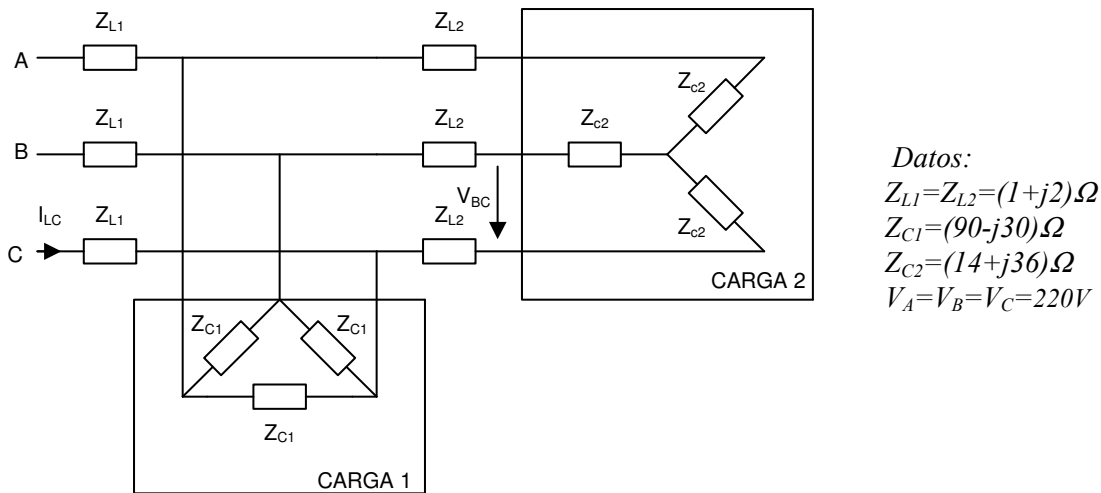 Z_L1
Z_L2
A
Z_c2
Z_L1
Z_L2
Z_c2
B
V_BC
I_LC
Z_L1
Z_L2
Z_c2
C
CARGA 2
Z_C1
Z_C1
Z_C1
CARGA 1
Datos:
Z_L1=Z_L2=(1+j2)Ω
Z_C1=(90-j30)Ω
Z_C2=(14+j36)Ω
V_A=V_B=V_C=220V